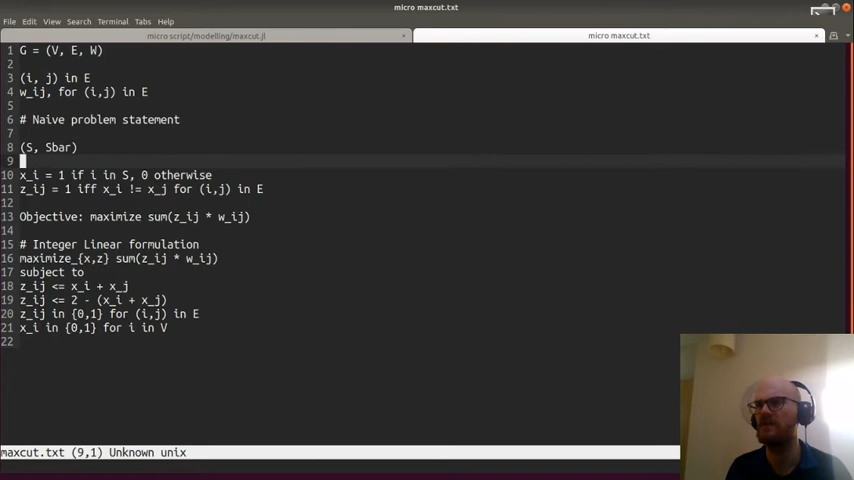 micro maxcut.txt
File Edit View Search Terminal Tabs Help
micro script/modelling/maxcut.jl × micro maxcut.txt ×
1 G = (V, E, W)
2
3 (i, j) in E
4 w_ij, for (i,j) in E
5
6 # Naive problem statement
7
8 (S, Sbar)
9
10 x_i = 1 if i in S, 0 otherwise
11 z_ij = 1 iff x_i != x_j for (i,j) in E
12
13 Objective: maximize sum(z_ij * w_ij)
14
15 # Integer Linear formulation
16 maximize_{x,z} sum(z_ij * w_ij)
17 subject to
18 z_ij <= x_i + x_j
19 z_ij <= 2 - (x_i + x_j)
20 z_ij in {0,1} for (i,j) in E
21 x_i in {0,1} for i in V
22
maxcut.txt (9,1) Unknown unix